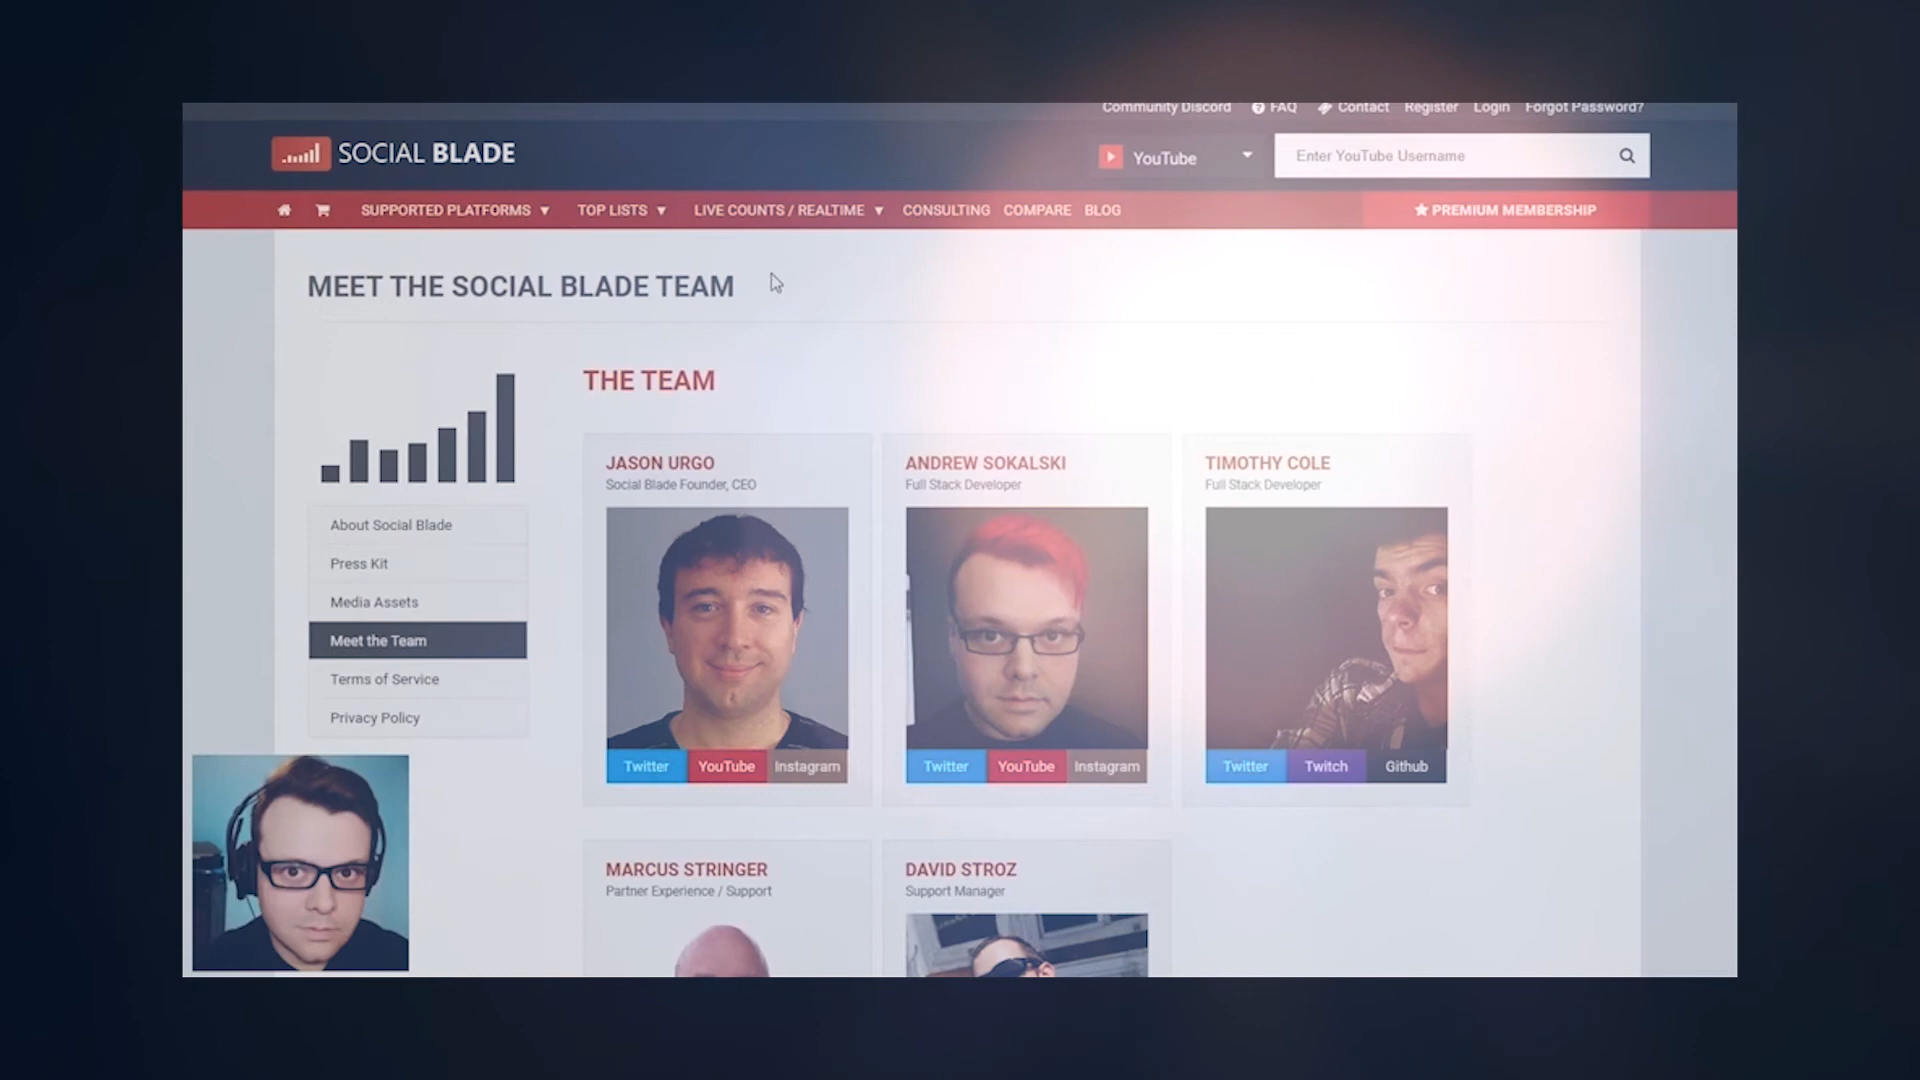 Community Discord FAQ Contact Register Login Forgot Password?
SOCIAL BLADE
YouTube
Enter YouTube Username
SUPPORTED PLATFORMS ▼ TOP LISTS ▼ LIVE COUNTS / REALTIME ▼ CONSULTING COMPARE BLOG
PREMIUM MEMBERSHIP
MEET THE SOCIAL BLADE TEAM
About Social Blade
Press Kit
Media Assets
Meet the Team
Terms of Service
Privacy Policy
THE TEAM
JASON URGO
Social Blade Founder, CEO
Twitter YouTube Instagram
ANDREW SOKALSKI
Full Stack Developer
Twitter YouTube Instagram
TIMOTHY COLE
Full Stack Developer
Twitter Twitch Github
MARCUS STRINGER
Partner Experience / Support
DAVID STROZ
Support Manager